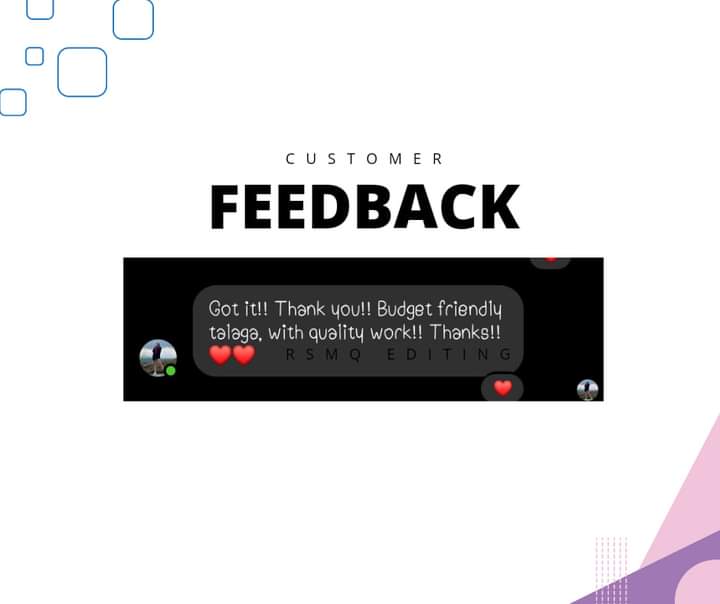 CUSTOMER
FEEDBACK
Got it!! Thank you!! Budget friendly
talaga, with quality work!! Thanks!!
❤️❤️ RSMQ EDITING